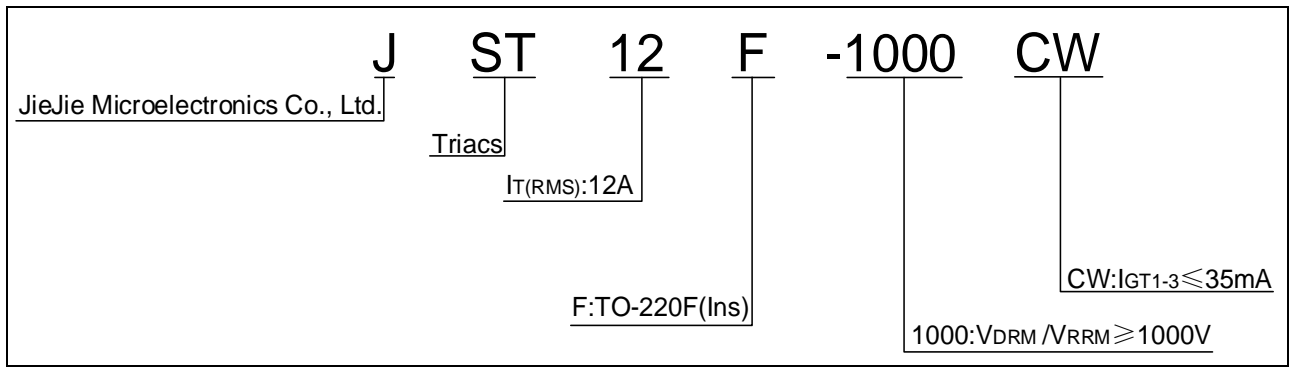 J ST 12 F -1000 CW
JieJie Microelectronics Co., Ltd.
Triacs
IT(RMS):12A
CW:IGT1-3≤35mA
F:TO-220F(Ins)
1000:VDRM /VRRM≥1000V